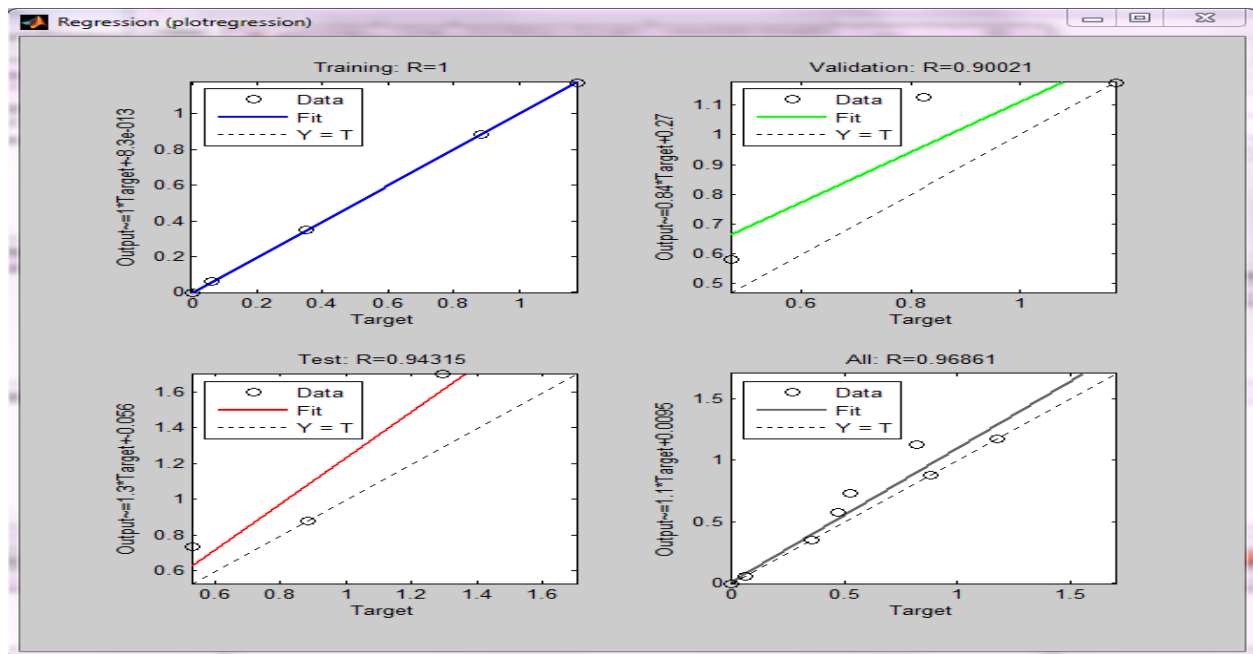 Regression (plotregression)
Training: R=1
Output~=1*Target+-8.3e-013
Data
Fit
Y = T
1
0.8
0.6
0.4
0.2
0
0 0.2 0.4 0.6 0.8 1
Target
Validation: R=0.90021
Output~=0.84*Target+0.27
Data
Fit
Y = T
1.1
1
0.9
0.8
0.7
0.6
0.5
0.6 0.8 1
Target
Test: R=0.94315
Output~=1.3*Target+-0.056
Data
Fit
Y = T
1.6
1.4
1.2
1
0.8
0.6
0.6 0.8 1 1.2 1.4 1.6
Target
All: R=0.96861
Output~=1.1*Target+0.0095
Data
Fit
Y = T
1.5
1
0.5
0
0 0.5 1 1.5
Target